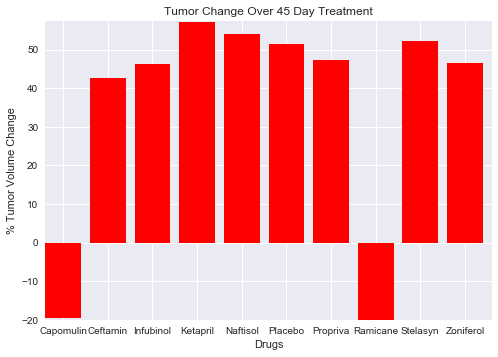 Tumor Change Over 45 Day Treatment
50
40
30
20
10
0
−10
−20
% Tumor Volume Change
Capomulin Ceftamin Infubinol Ketapril Naftisol Placebo Propriva Ramicane Stelasyn Zoniferol
Drugs